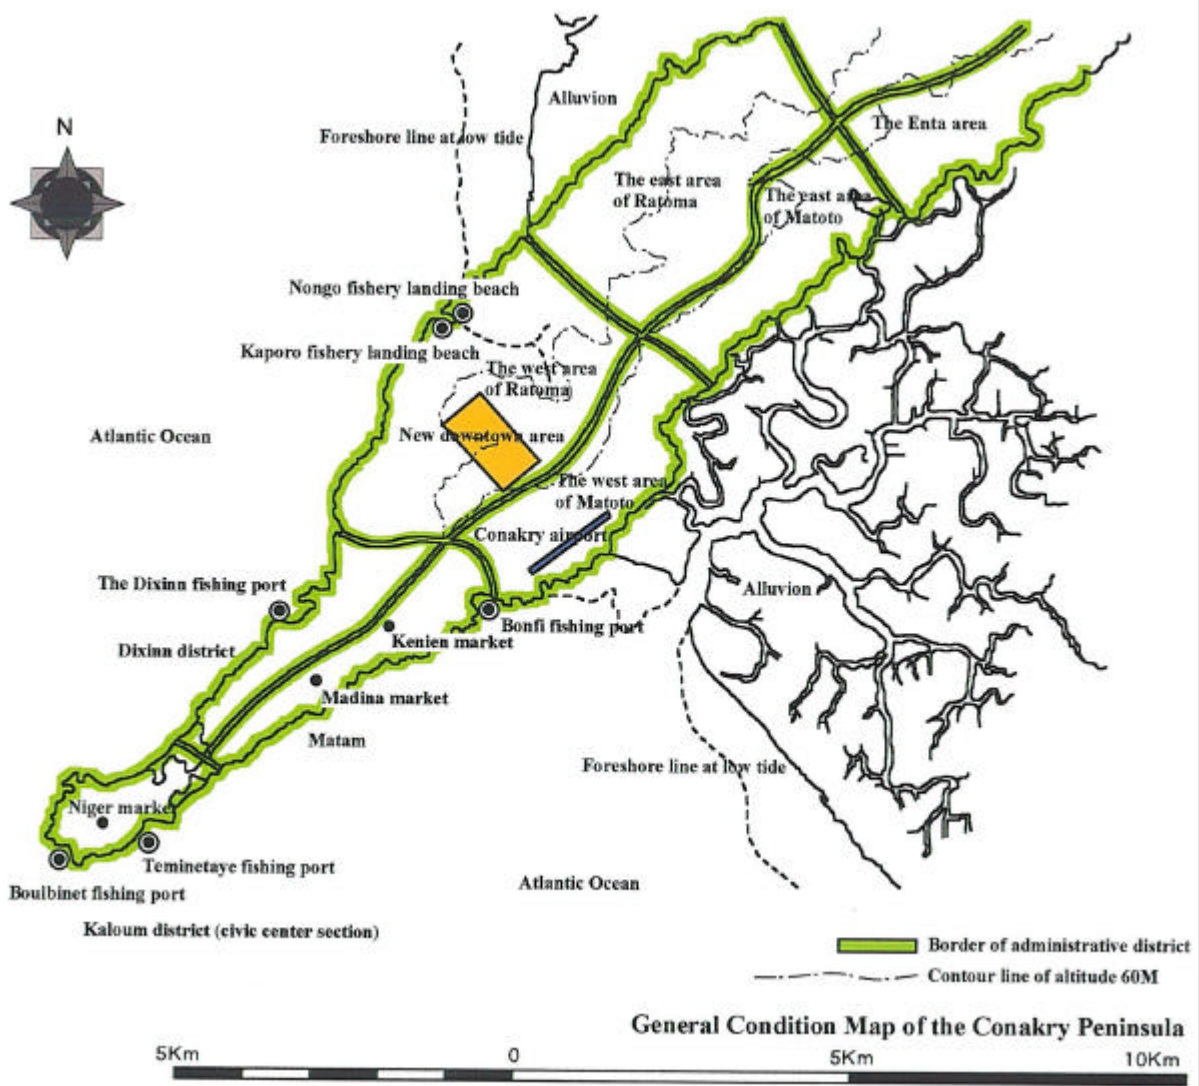 Alluvion
N
The Enta area
Foreshore line at low tide
The east area
of Ratoma
The east area
of Matoto
Nongo fishery landing beach
Kaporo fishery landing beach
The west area
of Ratoma
Atlantic Ocean
New downtown area
The west area
of Matoto
Conakry airport
The Dixinn fishing port
Alluvion
Bonfi fishing port
Kenien market
Dixinn district
Madina market
Matam
Foreshore line at low tide
Niger market
Teminetaye fishing port
Boulbinet fishing port
Atlantic Ocean
Kaloum district (civic center section)
Border of administrative district
Contour line of altitude 60M
General Condition Map of the Conakry Peninsula
5Km 0 5Km 10Km